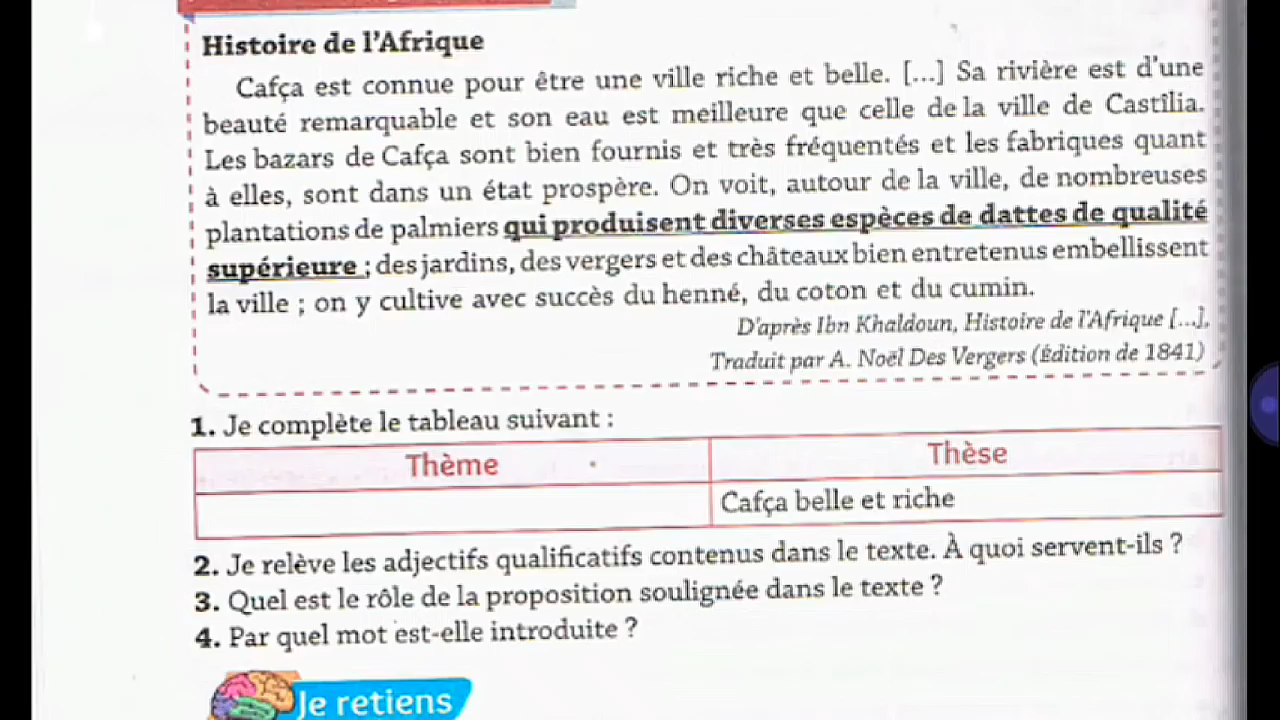 Histoire de l'Afrique
Cafça est connue pour être une ville riche et belle. [...] Sa rivière est d'une
beauté remarquable et son eau est meilleure que celle de la ville de Castilia.
Les bazars de Cafça sont bien fournis et très fréquentés et les fabriques quant
à elles, sont dans un état prospère. On voit, autour de la ville, de nombreuses
plantations de palmiers qui produisent diverses espèces de dattes de qualité
supérieure ; des jardins, des vergers et des châteaux bien entretenus embellissent
la ville ; on y cultive avec succès du henné, du coton et du cumin.
D'après Ibn Khaldoun, Histoire de l'Afrique [...],
Traduit par A. Noël Des Vergers (Édition de 1841)
1. Je complète le tableau suivant :
Thème
Thèse
Cafça belle et riche
2. Je relève les adjectifs qualificatifs contenus dans le texte. À quoi servent-ils ?
3. Quel est le rôle de la proposition soulignée dans le texte ?
4. Par quel mot est-elle introduite ?
Je retiens